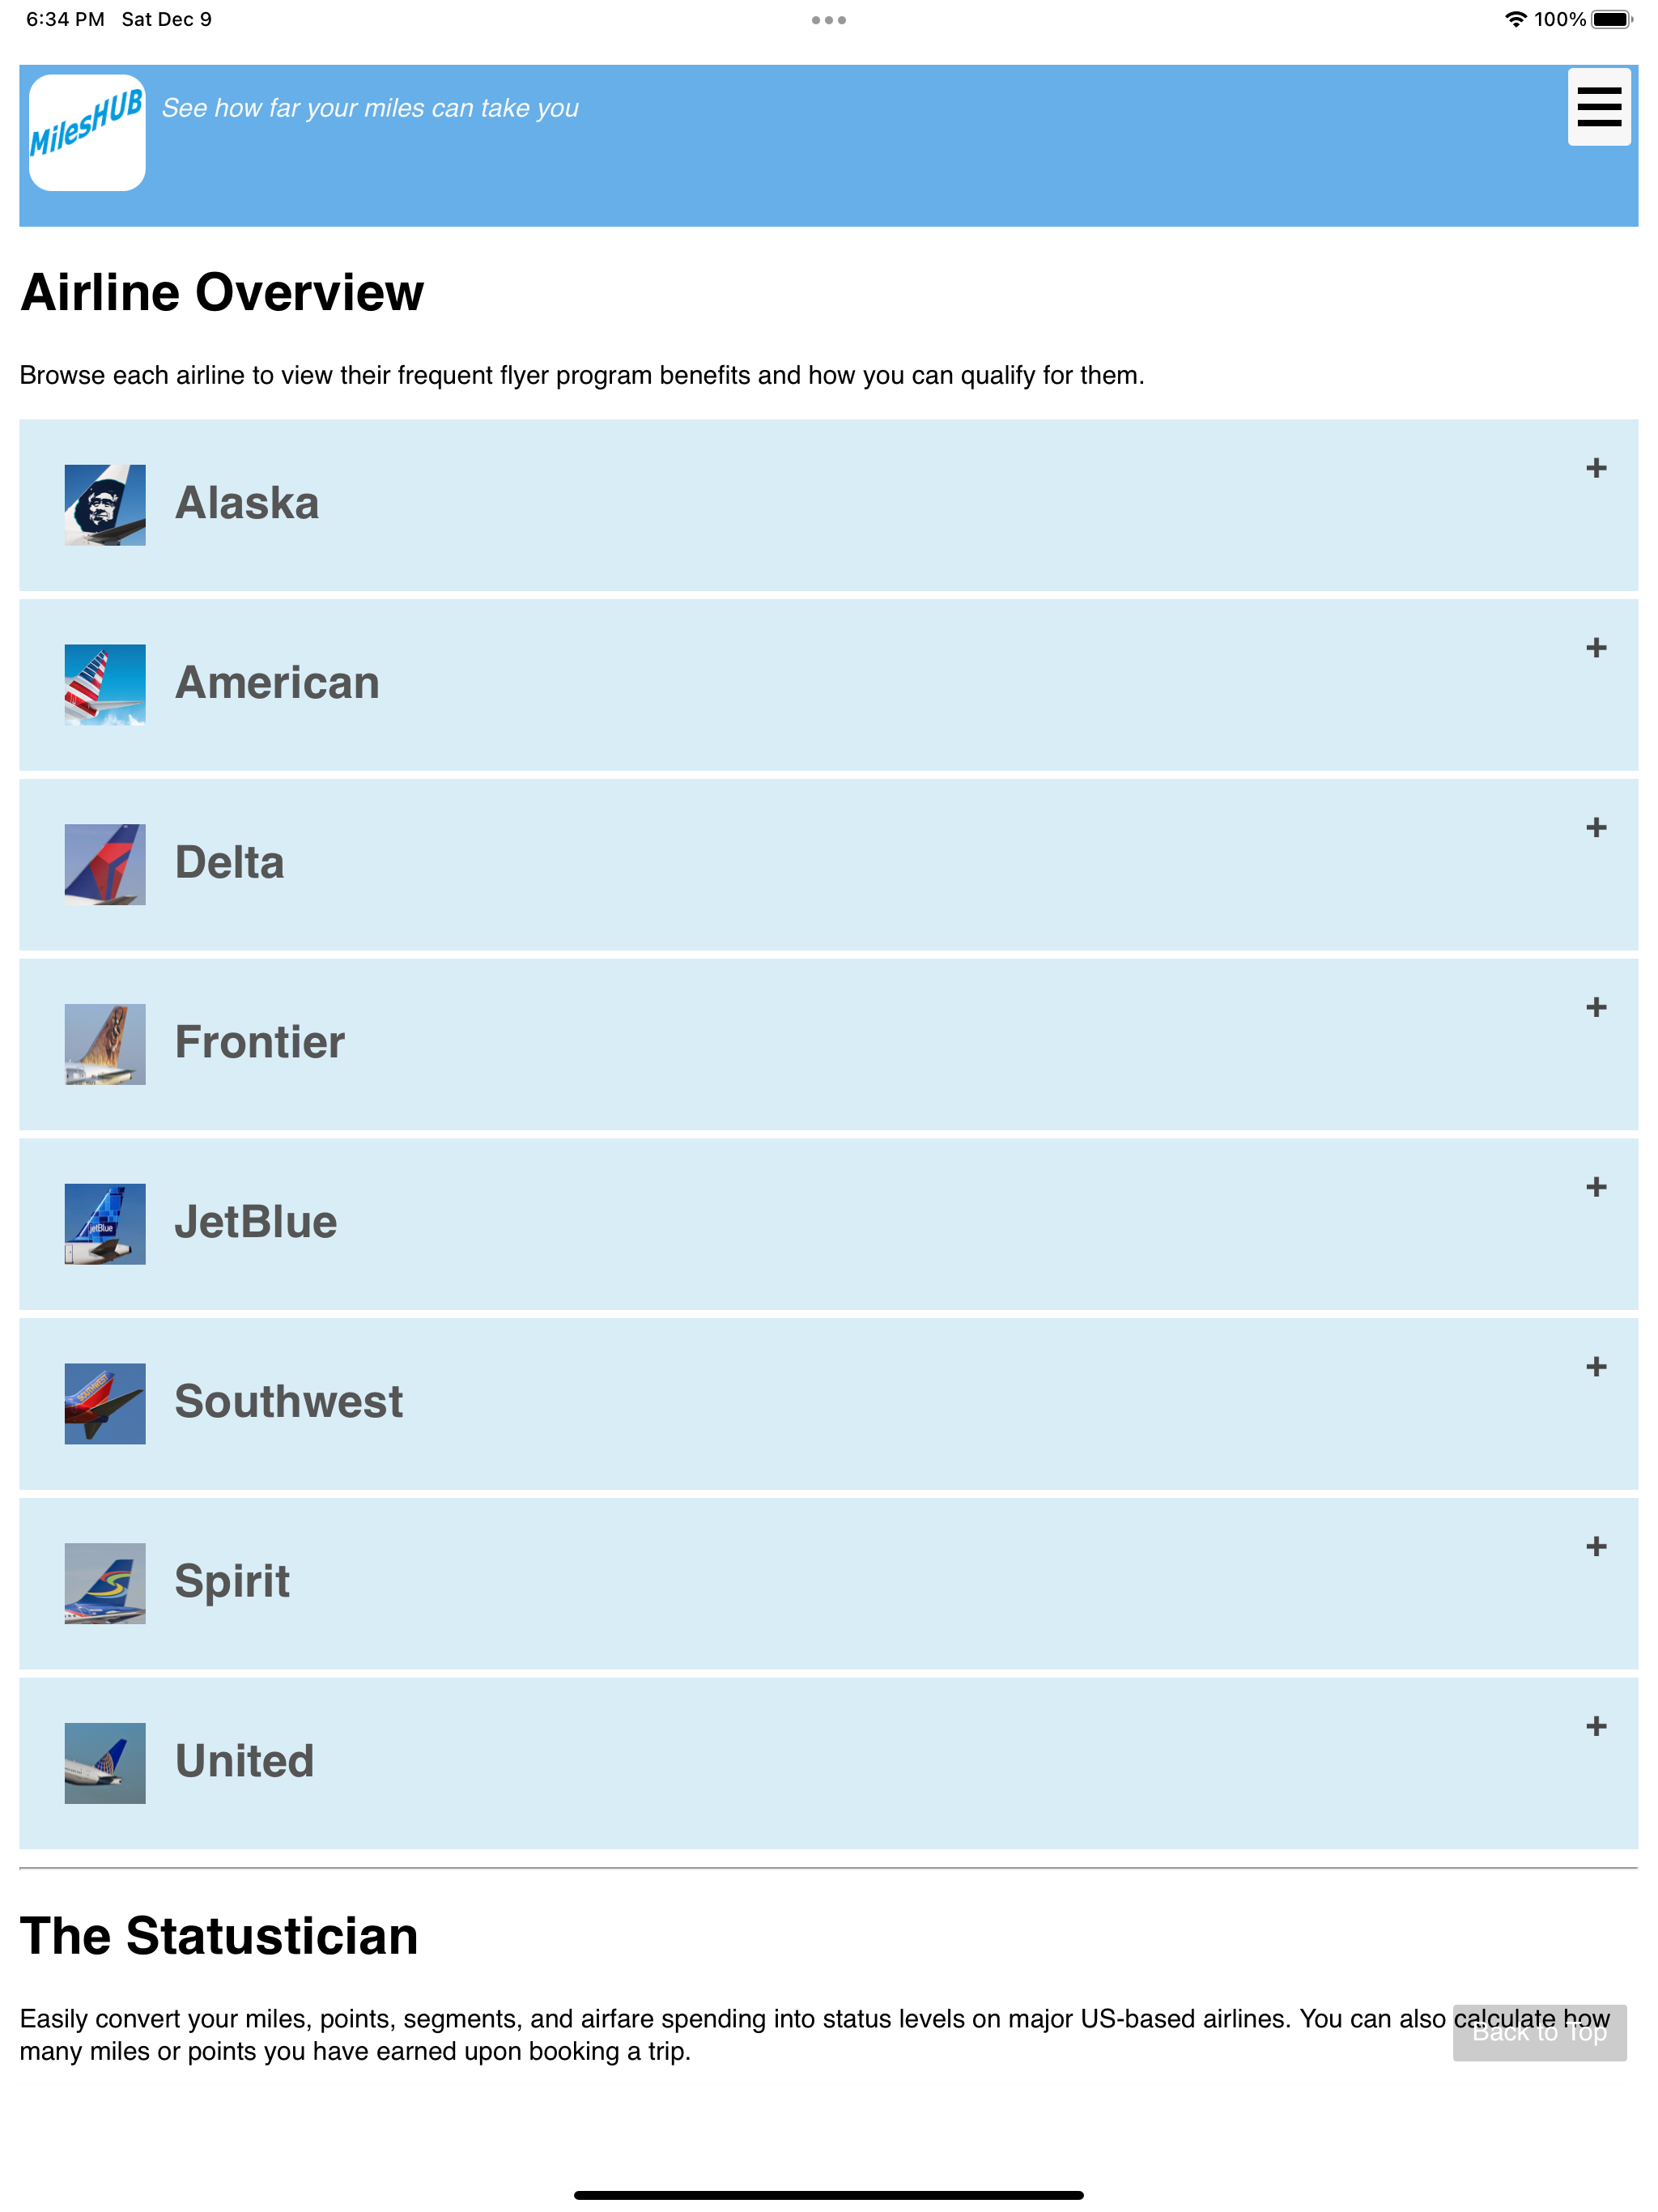 6:34 PM Sat Dec 9
100%
MilesHUB
See how far your miles can take you
Airline Overview
Browse each airline to view their frequent flyer program benefits and how you can qualify for them.
Alaska
+
American
+
Delta
+
Frontier
+
jetBlue
JetBlue
+
SOUTHWEST
Southwest
+
Spirit
+
United
+
The Statustician
Easily convert your miles, points, segments, and airfare spending into status levels on major US-based airlines. You can also calculate how
many miles or points you have earned upon booking a trip.
Back to Top